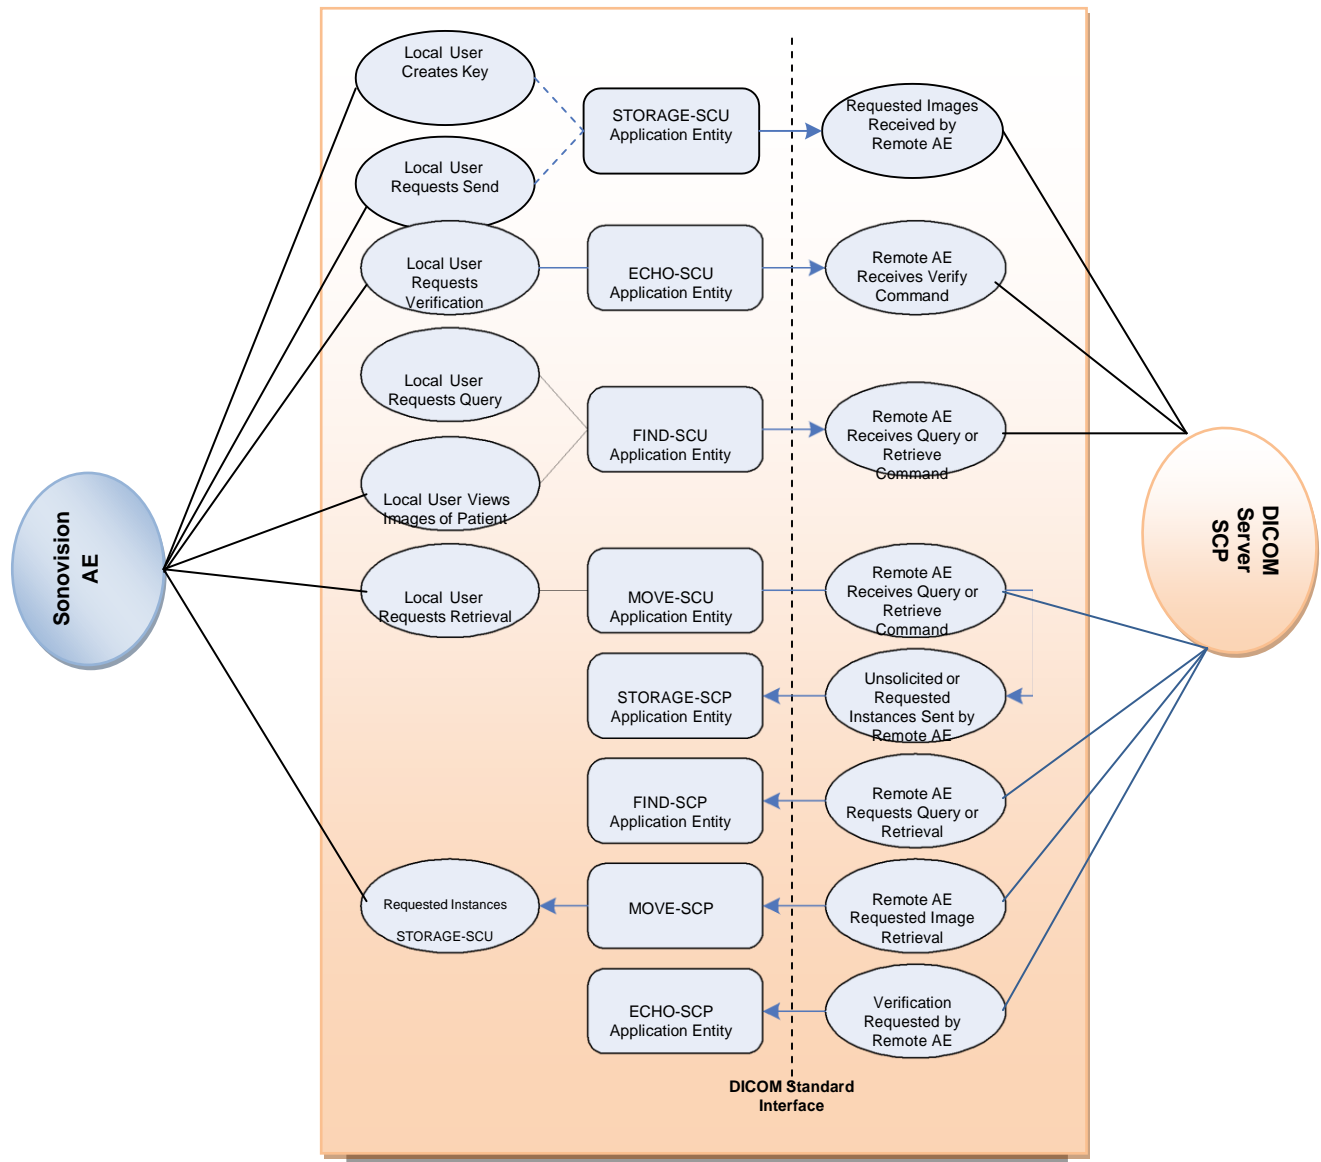 Local User
Creates Key
STORAGE-SCU
Application Entity
Requested Images
Received by
Remote AE
Local User
Requests Send
Local User
Requests
Verification
ECHO-SCU
Application Entity
Remote AE
Receives Verify
Command
Local User
Requests Query
FIND-SCU
Application Entity
Remote AE
Receives Query or
Retrieve
Command
Local User Views
Images of Patient
Sonovision
AE
DICOM
Server
SCP
Local User
Requests Retrieval
MOVE-SCU
Application Entity
Remote AE
Receives Query or
Retrieve
Command
STORAGE-SCP
Application Entity
Unsolicited or
Requested
Instances Sent by
Remote AE
FIND-SCP
Application Entity
Remote AE
Requests Query or
Retrieval
Requested Instances
STORAGE-SCU
MOVE-SCP
Remote AE
Requested Image
Retrieval
ECHO-SCP
Application Entity
Verification
Requested by
Remote AE
DICOM Standard
Interface